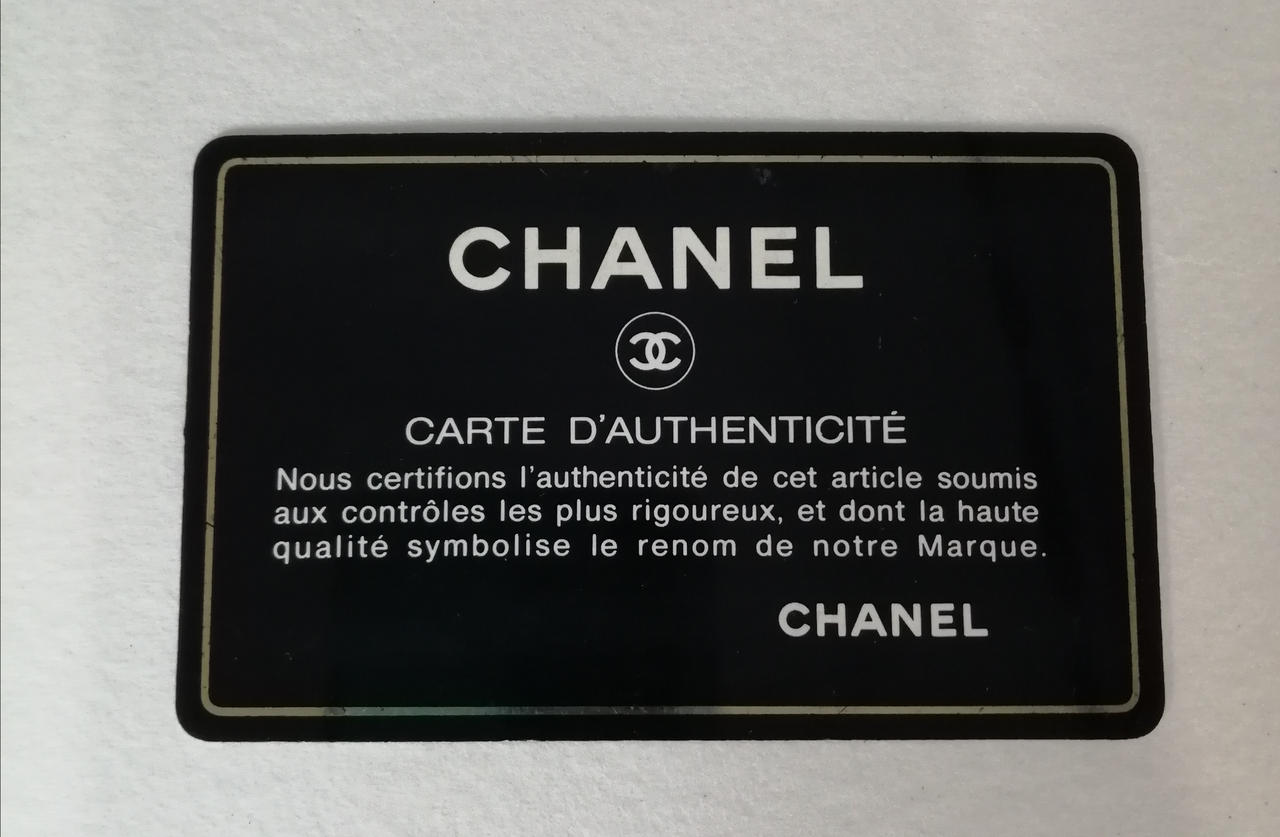 CHANEL
CARTE D'AUTHENTICITÉ
Nous certifions l'authenticité de cet article soumis
aux contrôles les plus rigoureux, et dont la haute
qualité symbolise le renom de notre Marque.
CHANEL